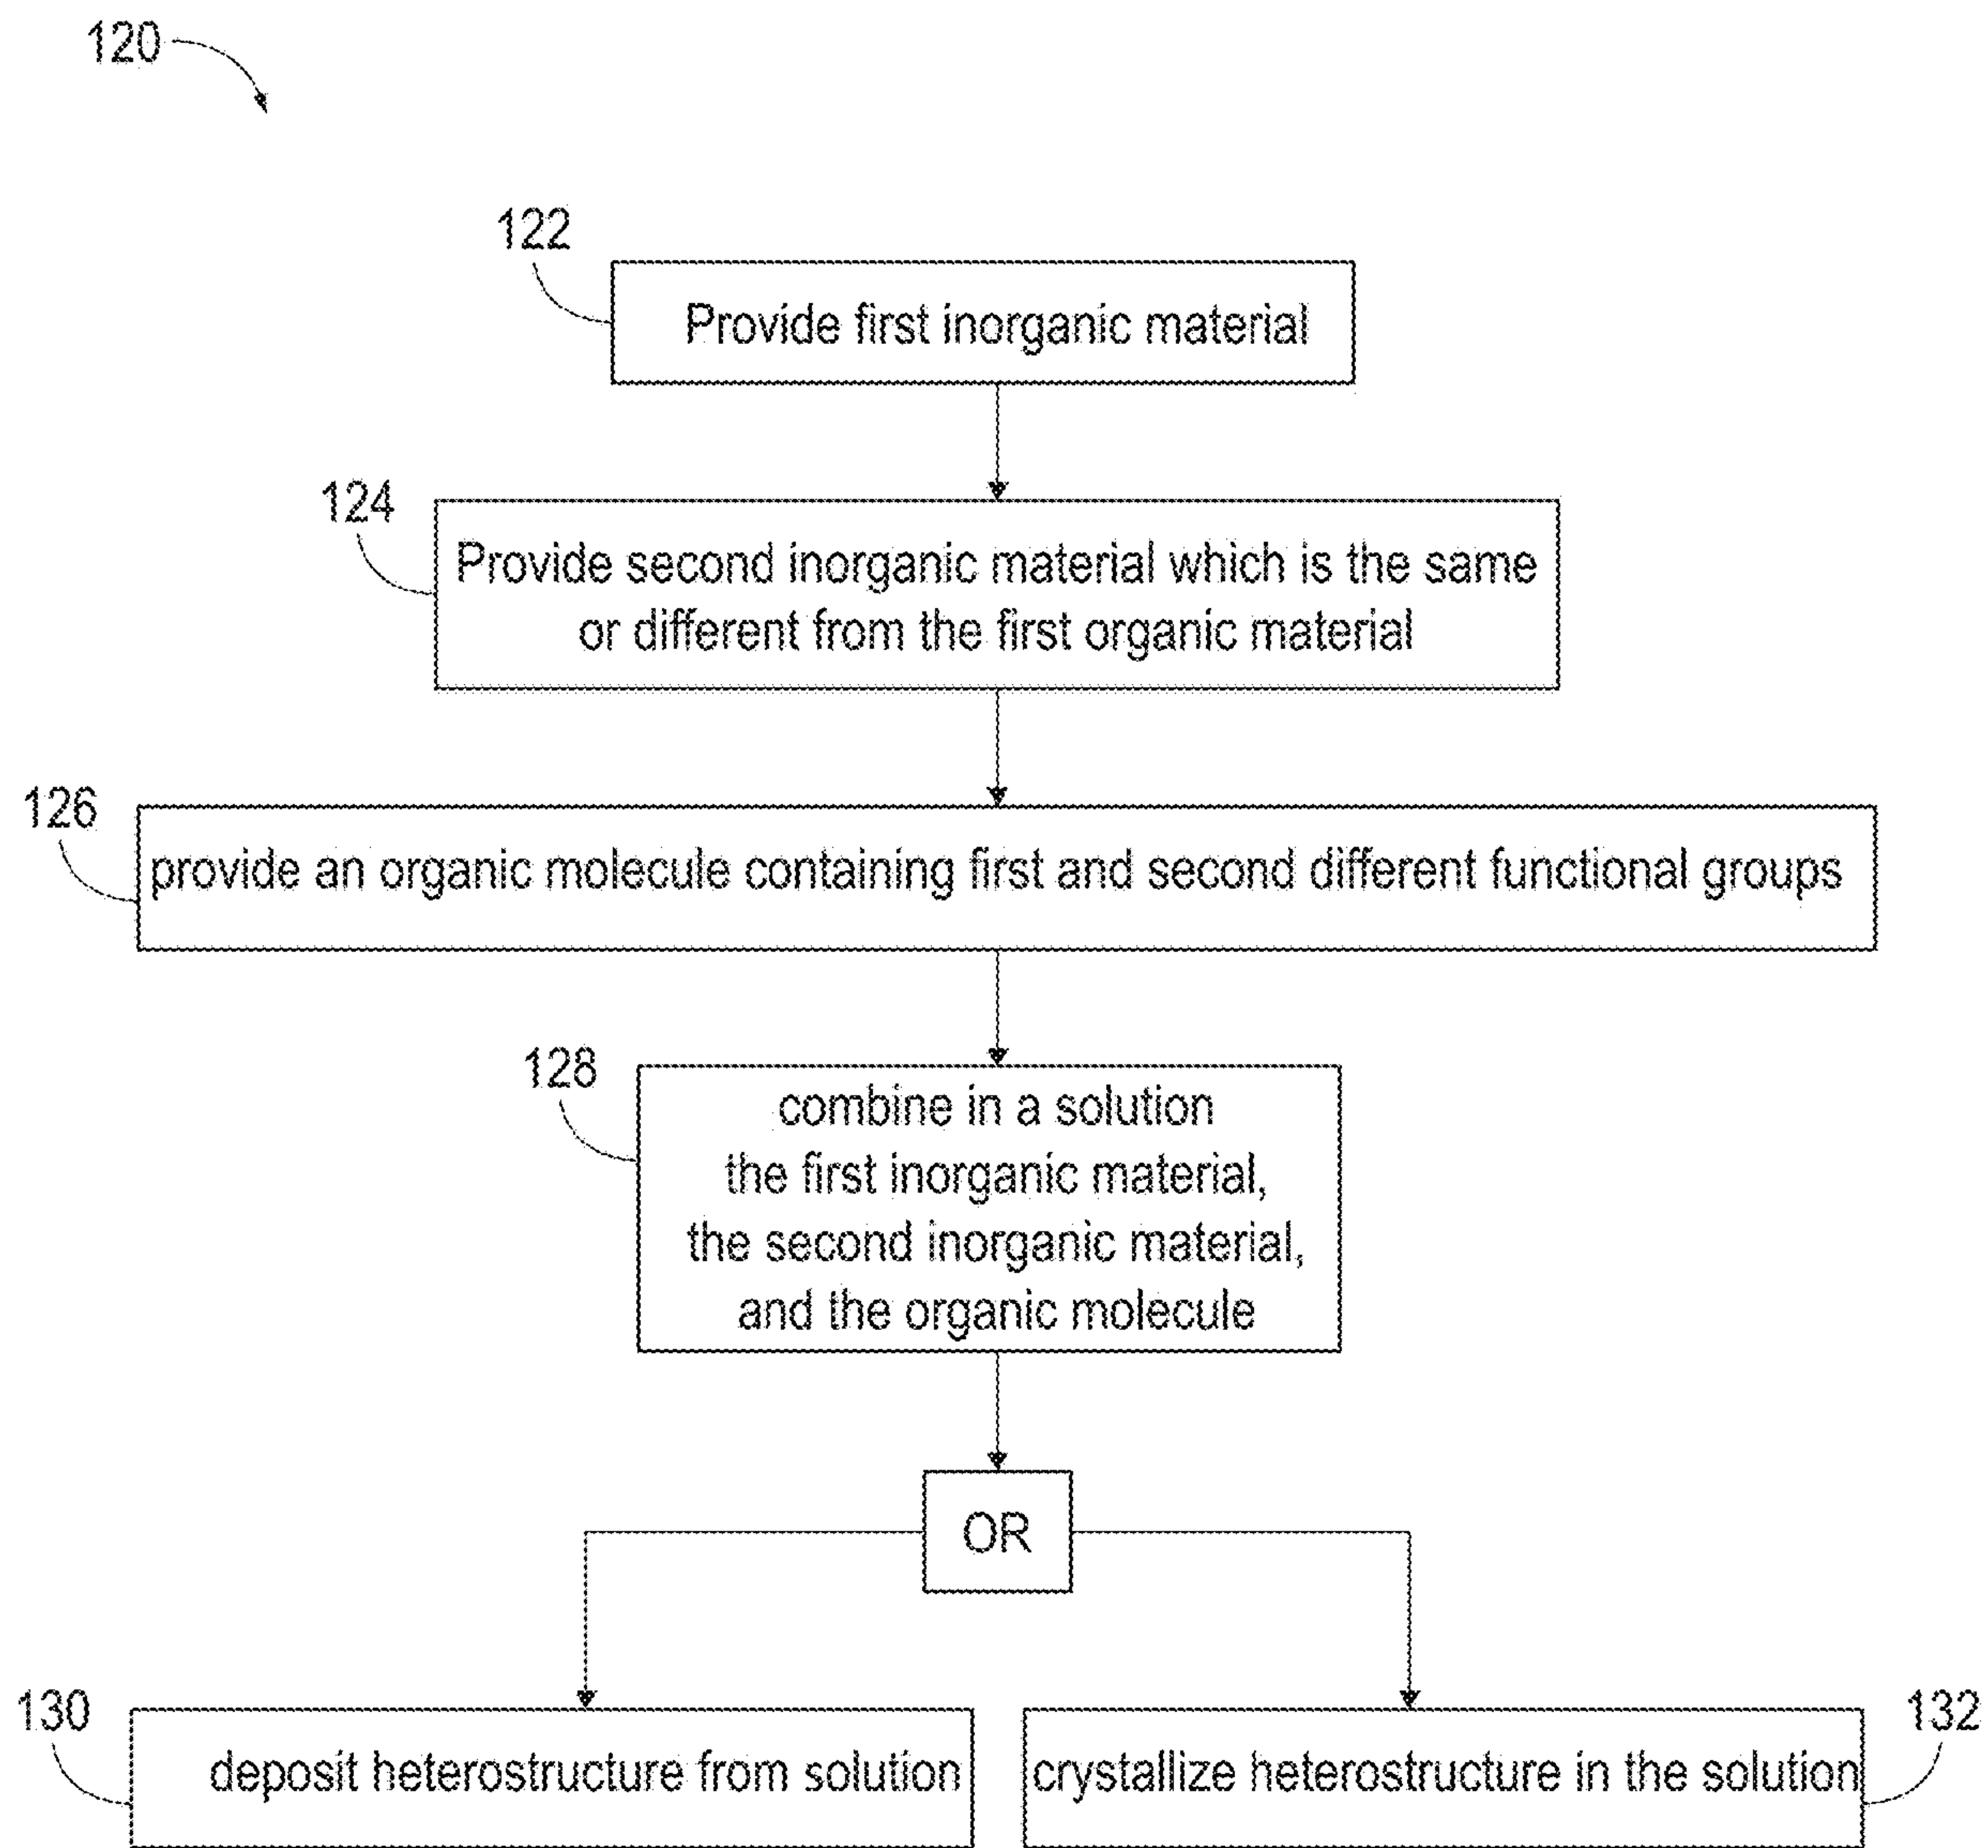 120
122
Provide first inorganic material
124
Provide second inorganic material which is the same
or different from the first organic material
126
provide an organic molecule containing first and second different functional groups
128
combine in a solution
the first inorganic material,
the second inorganic material,
and the organic molecule
OR
130
deposit heterostructure from solution
crystallize heterostructure in the solution
132